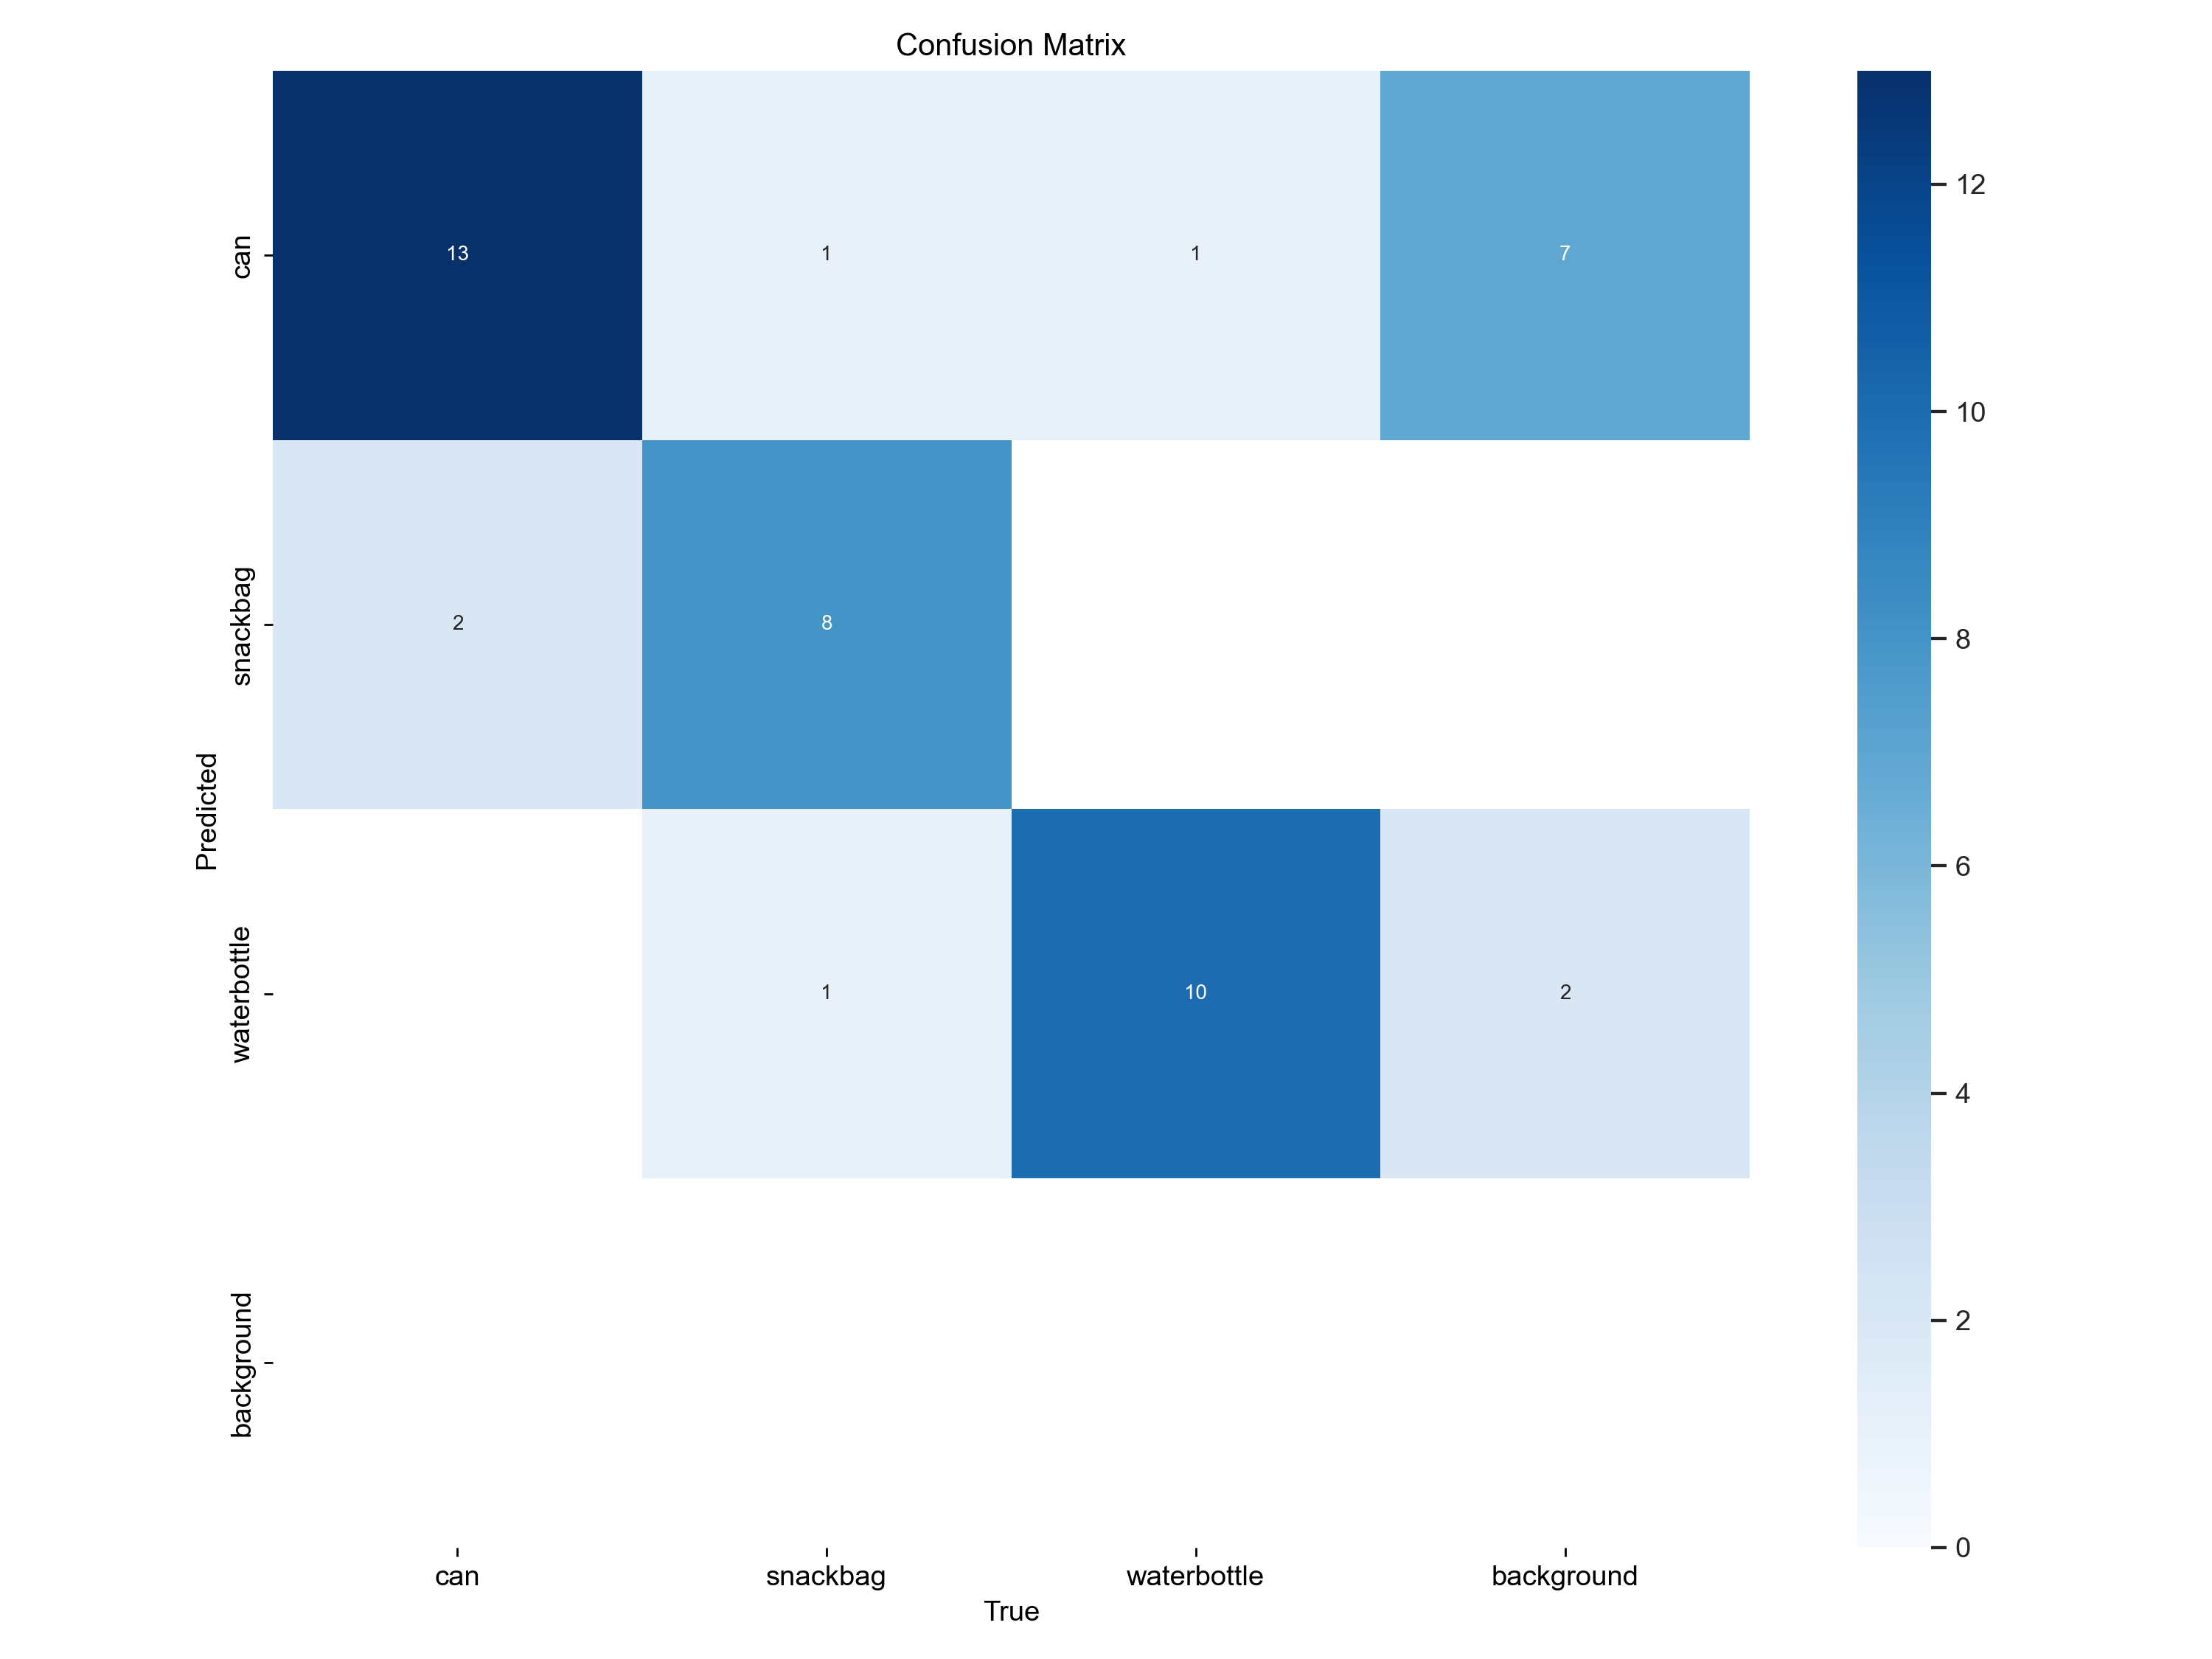 Confusion Matrix
can
13
1
1
7
snackbag
2
8
waterbottle
1
10
2
background
Predicted
can
snackbag
waterbottle
background
True
12
10
8
6
4
2
0